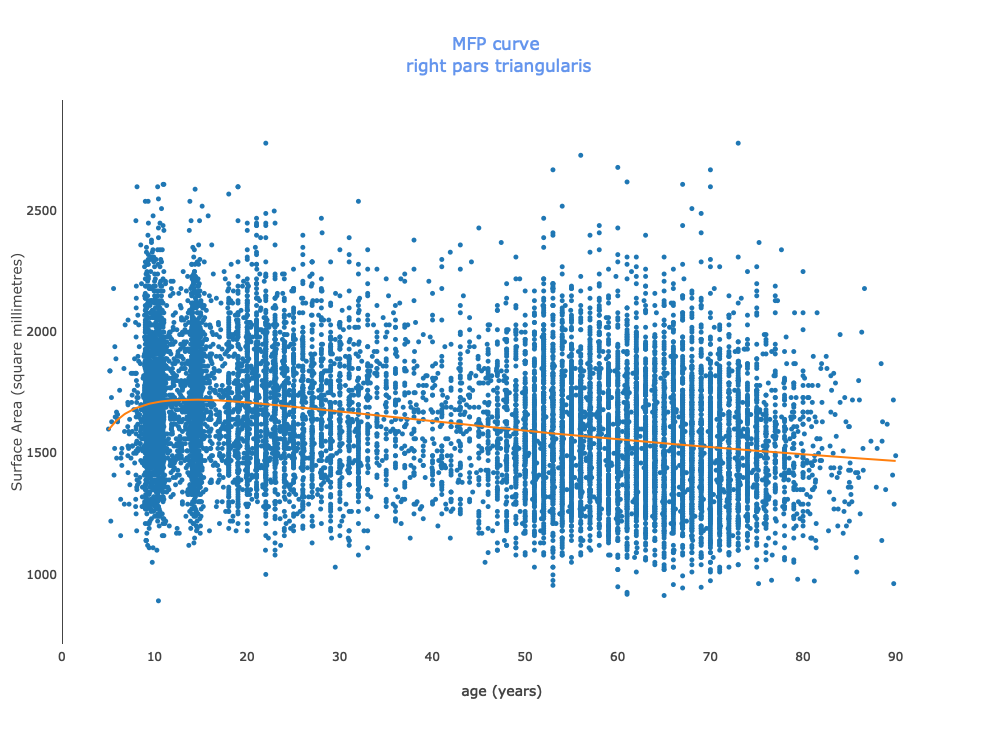 MFP curve
right pars triangularis
Surface Area (square millimetres)
2500
2000
1500
1000
0 10 20 30 40 50 60 70 80 90
age (years)